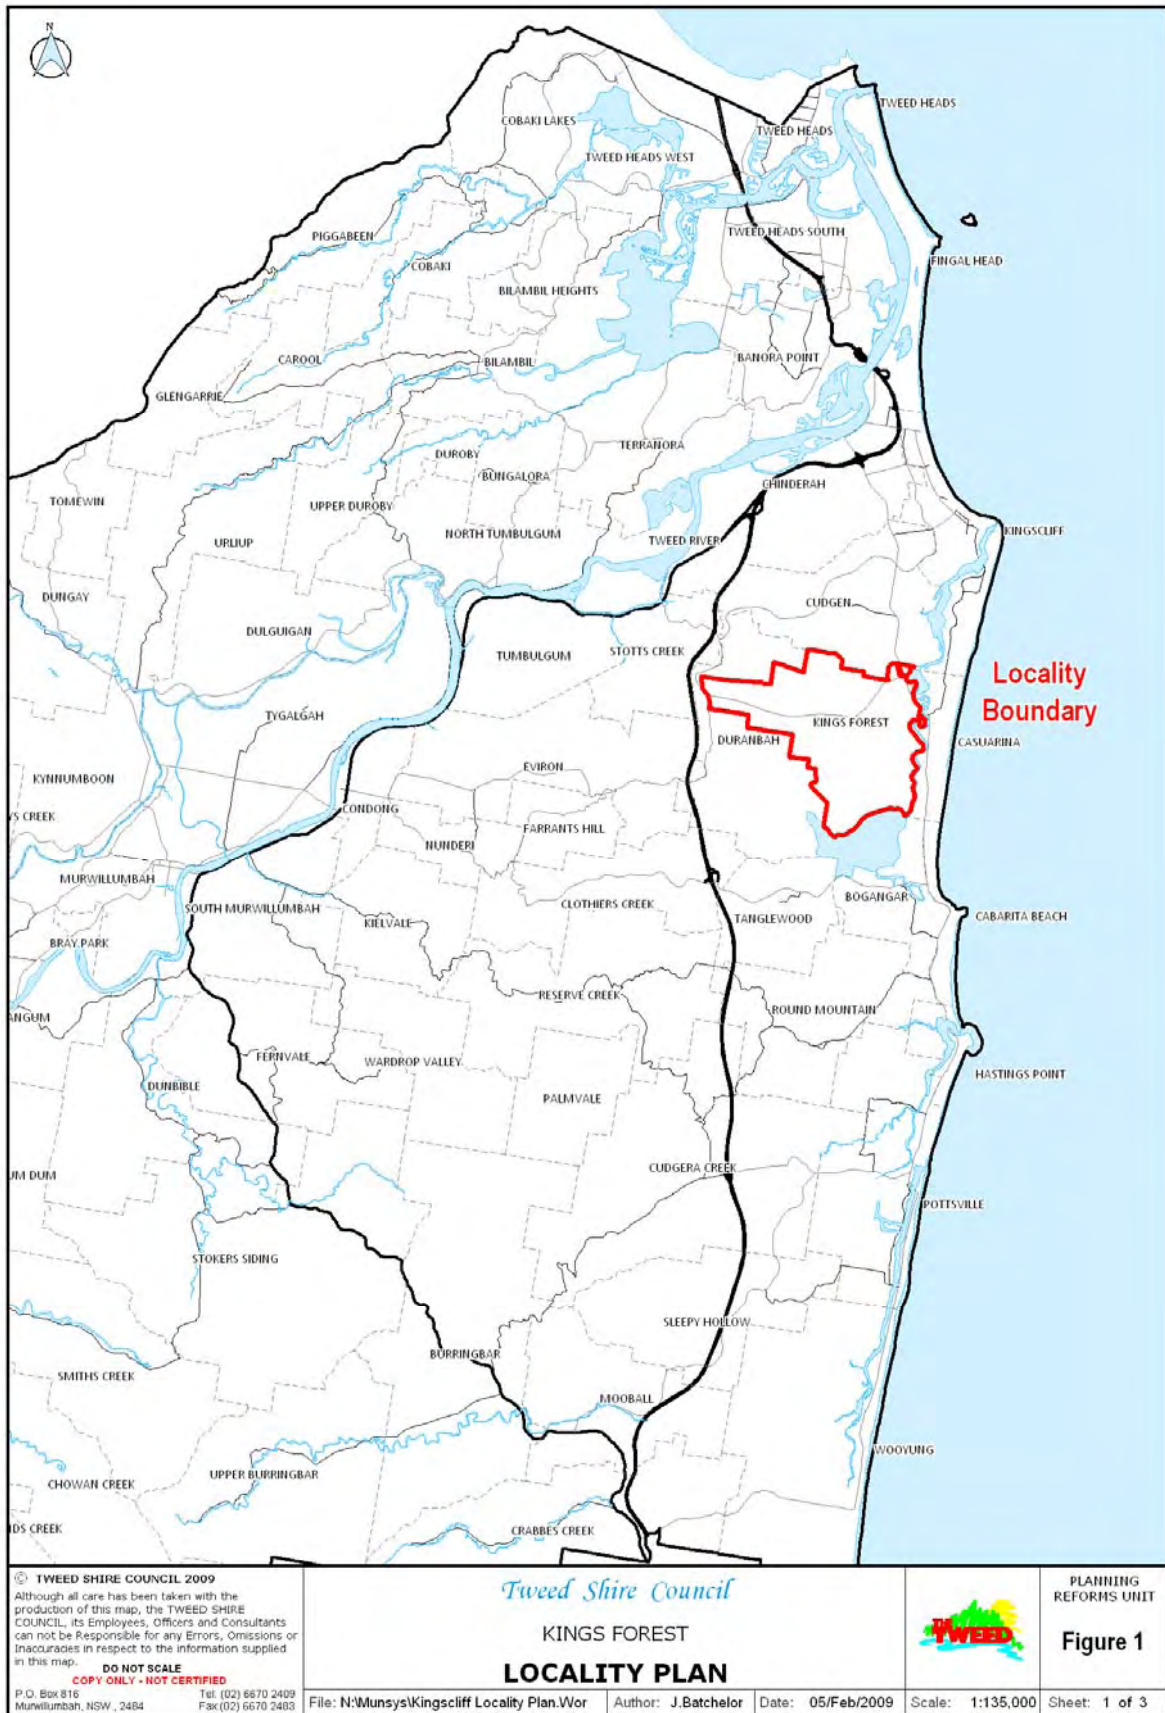 N
TWEED HEADS
COBAKI LAKES
TWEED HEADS
TWEED HEADS WEST
PIGGABEEN
TWEED HEADS SOUTH
COBAKI
FINGAL HEAD
BILAMBIL HEIGHTS
CAROOL
BILAMBIL
BANORA POINT
GLENGARRIE
TERRANORA
DUROBY
BUNGALORA
CHINDERAH
TOMEWIN
UPPER DUROBY
NORTH TUMBULGUM
KINGSCLIFF
URLIUP
TWEED RIVER
DUNGAY
CUDGEN
DULGUIGAN
TUMBULGUM
STOTTS CREEK
Locality
Boundary
TYGALGAH
KINGS FOREST
DURANBAH
CASUARINA
EVIRON
KYNNUMBOON
CONDONG
YS CREEK
FARRANTS HILL
NUNDERI
MURWILLUMBAH
SOUTH MURWILLUMBAH
CLOTHIERS CREEK
BOGANGAR
KIELVALE
TANGLEWOOD
CABARITA BEACH
BRAY PARK
RESERVE CREEK
ROUND MOUNTAIN
ANGUM
FERNVALE
WARDROP VALLEY
HASTINGS POINT
DUNBIBLE
PALMVALE
UM DUM
CUDGERA CREEK
POTTSVILLE
STOKERS SIDING
SLEEPY HOLLOW
BURRINGBAR
SMITHS CREEK
MOOBALL
WOOYUNG
UPPER BURRINGBAR
CHOWAN CREEK
IDS CREEK
CRABBES CREEK
© TWEED SHIRE COUNCIL 2009
Although all care has been taken with the
production of this map, the TWEED SHIRE
COUNCIL, its Employees, Officers and Consultants
can not be Responsible for any Errors, Omissions or
Inaccuracies in respect to the information supplied
in this map.
DO NOT SCALE
COPY ONLY - NOT CERTIFIED
P.O. Box 816
Murwillumbah, NSW , 2484
Tel: (02) 6670 2409
Fax:(02) 6670 2483
Tweed Shire Council
KINGS FOREST
LOCALITY PLAN
File: N:\Munsys\Kingscliff Locality Plan.Wor
Author: J.Batchelor
Date: 05/Feb/2009
THE TWEED
Scale: 1:135,000
PLANNING
REFORMS UNIT
Figure 1
Sheet: 1 of 3